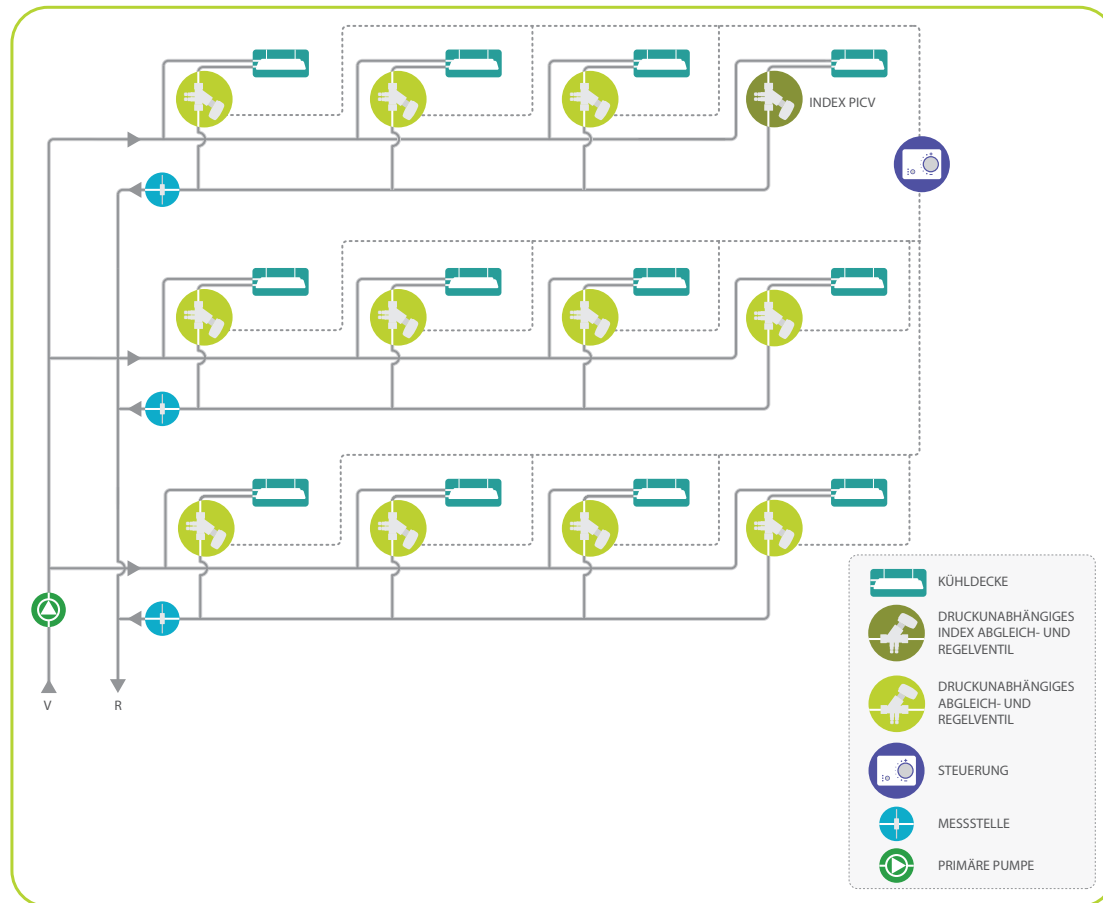 INDEX PICV
V
R
KÜHLDECKE
DRUCKUNABHÄNGIGES
INDEX ABGLEICH- UND
REGELVENTIL
DRUCKUNABHÄNGIGES
ABGLEICH- UND
REGELVENTIL
STEUERUNG
MESSSTELLE
PRIMÄRE PUMPE